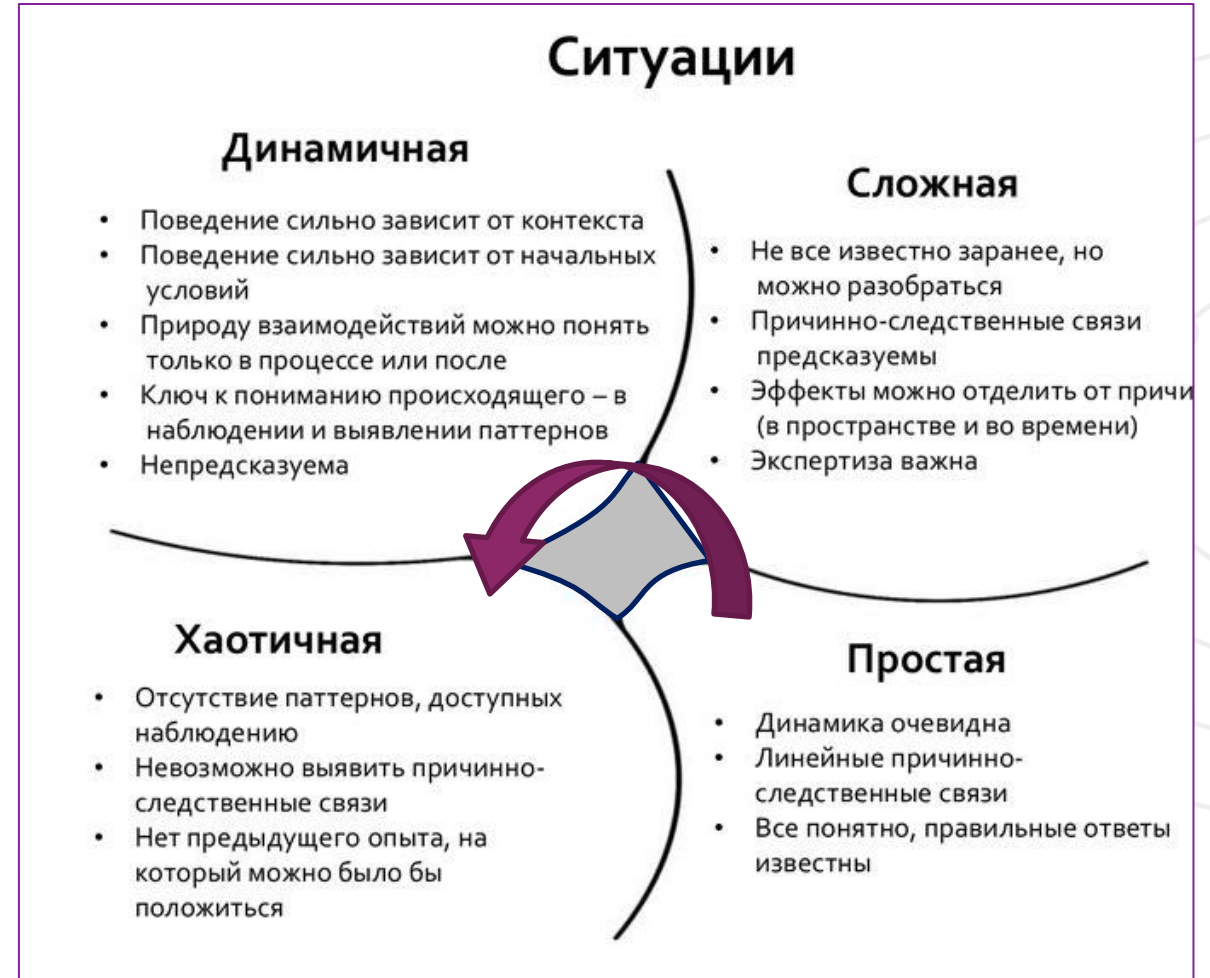 Ситуации
Динамичная
• Поведение сильно зависит от контекста
• Поведение сильно зависит от начальных
условий
• Природу взаимодействий можно понять
только в процессе или после
• Ключ к пониманию происходящего – в
наблюдении и выявлении паттернов
• Непредсказуема
Сложная
• Не все известно заранее, но
можно разобраться
• Причинно-следственные связи
предсказуемы
• Эффекты можно отделить от причи
(в пространстве и во времени)
• Экспертиза важна
Хаотичная
• Отсутствие паттернов, доступных
наблюдению
• Невозможно выявить причинно-
следственные связи
• Нет предыдущего опыта, на
который можно было бы
положиться
Простая
• Динамика очевидна
• Линейные причинно-
следственные связи
• Все понятно, правильные ответы
известны